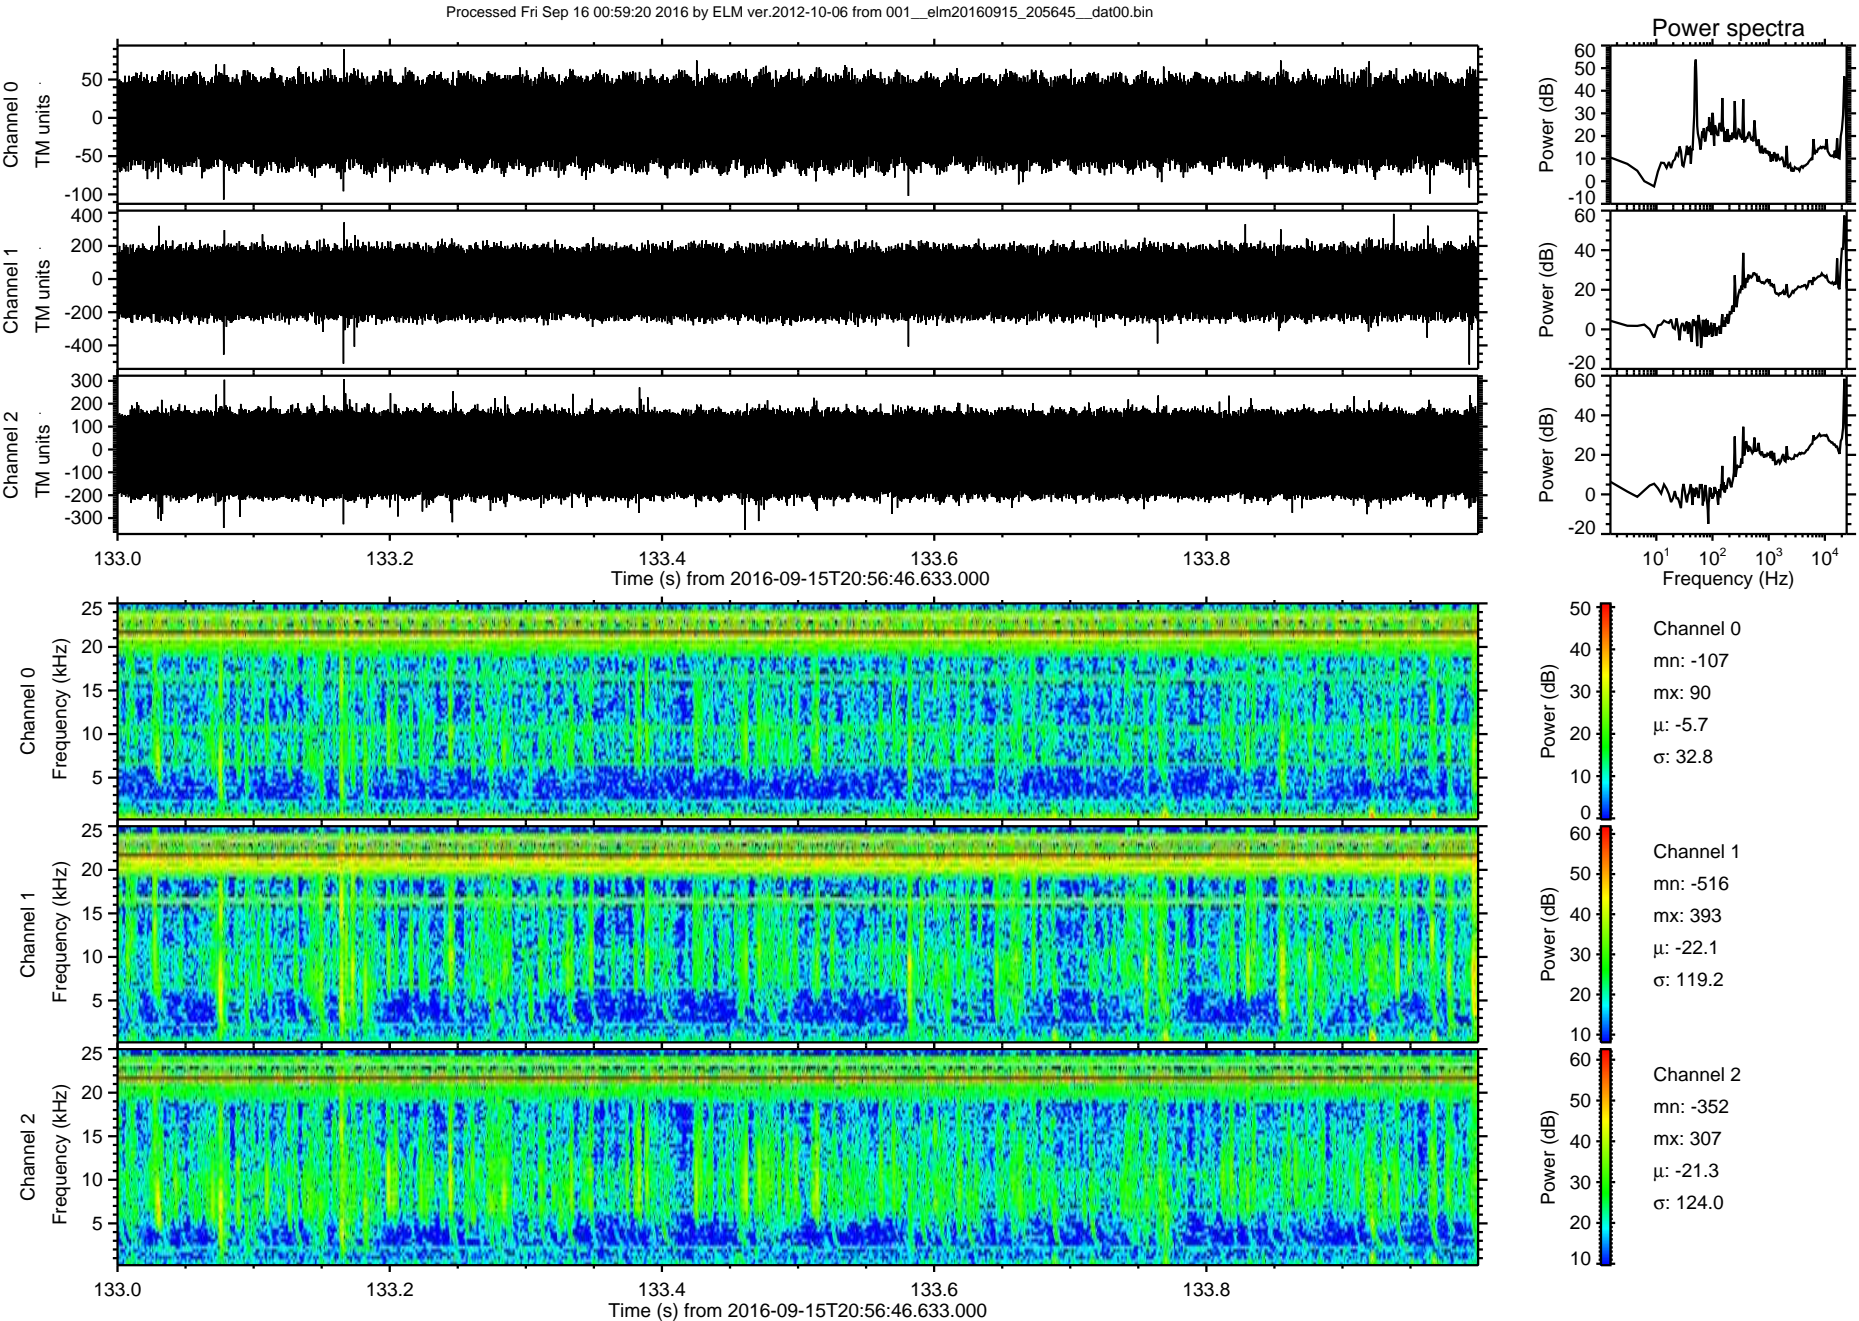 Processed Fri Sep 16 00:59:20 2016 by ELM ver.2012-10-06 from 001__elm20160915_205645__dat00.bin
Power spectra
Channel 0
TM units
50
0
-50
-100
Power (dB)
60
50
40
30
20
10
0
-10
Channel 1
TM units
400
200
0
-200
-400
Power (dB)
60
40
20
0
-20
Channel 2
TM units
300
200
100
0
-100
-200
-300
Power (dB)
60
40
20
0
-20
133.0 133.2 133.4 133.6 133.8
Time (s) from 2016-09-15T20:56:46.633.000
10^1 10^2 10^3 10^4
Frequency (Hz)
Channel 0
Frequency (kHz)
25
20
15
10
5
Power (dB)
50
40
30
20
10
0
Channel 0
mn: -107
mx: 90
μ: -5.7
σ: 32.8
Channel 1
Frequency (kHz)
25
20
15
10
5
Power (dB)
60
50
40
30
20
10
Channel 1
mn: -516
mx: 393
μ: -22.1
σ: 119.2
Channel 2
Frequency (kHz)
25
20
15
10
5
Power (dB)
60
50
40
30
20
10
Channel 2
mn: -352
mx: 307
μ: -21.3
σ: 124.0
133.0 133.2 133.4 133.6 133.8
Time (s) from 2016-09-15T20:56:46.633.000